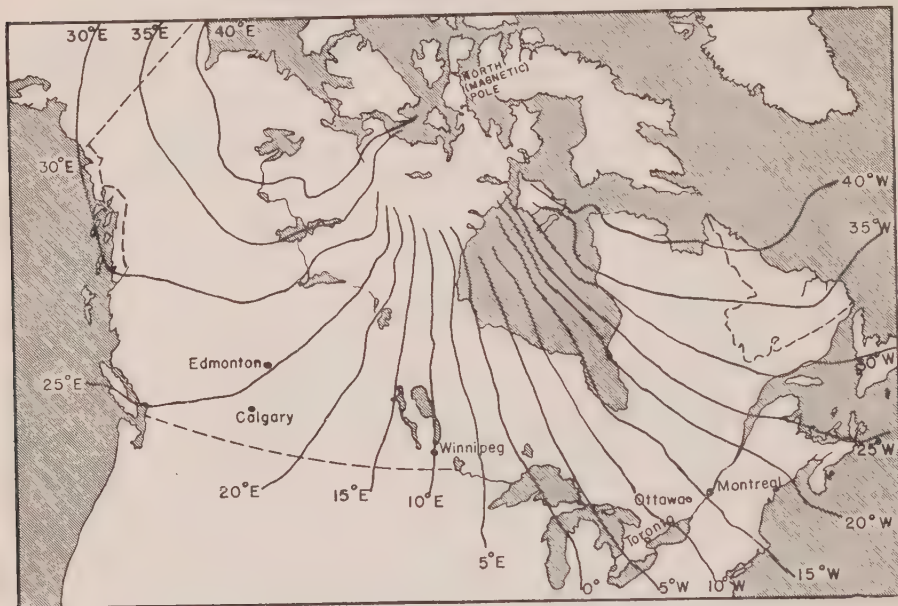 30°E 35°E 40°E
NORTH
(MAGNETIC)
POLE
30°E
40°W
35°W
Edmonton
30°W
25°E
Calgary
Winnipeg
25°W
20°E
15°E
10°E
Ottawa
Montreal
20°W
Toronto
5°E
0°
5°W
10°W
15°W